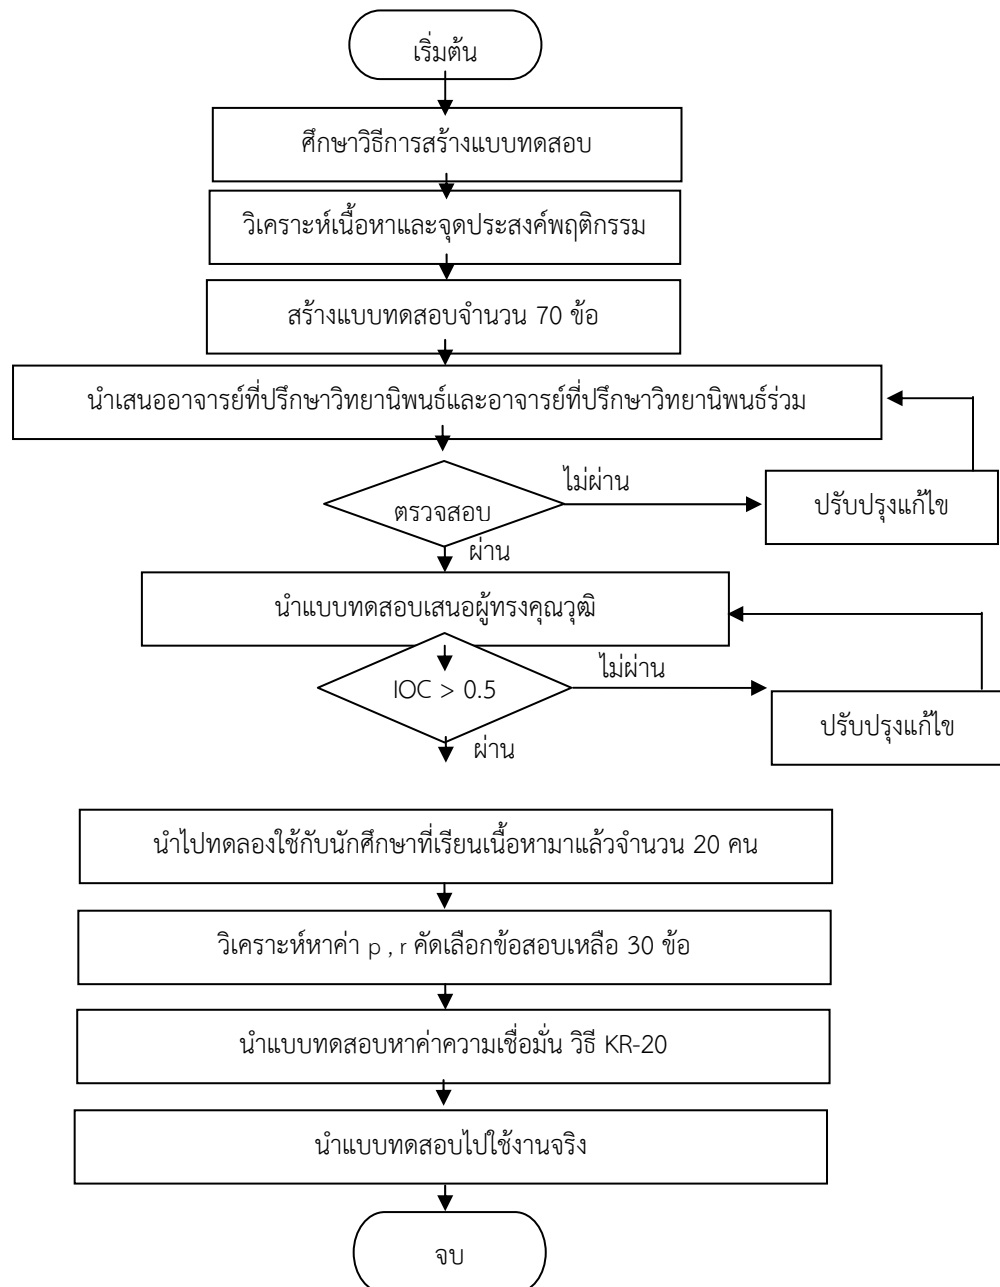 เริ่มต้น
ศึกษาวิธีการสร้างแบบทดสอบ
วิเคราะห์เนื้อหาและจุดประสงค์พฤติกรรม
สร้างแบบทดสอบจำนวน 70 ข้อ
นำเสนออาจารย์ที่ปรึกษาวิทยานิพนธ์และอาจารย์ที่ปรึกษาวิทยานิพนธ์ร่วม
ตรวจสอบ
ไม่ผ่าน
ปรับปรุงแก้ไข
ผ่าน
นำแบบทดสอบเสนอผู้ทรงคุณวุฒิ
IOC > 0.5
ไม่ผ่าน
ปรับปรุงแก้ไข
ผ่าน
นำไปทดลองใช้กับนักศึกษาที่เรียนเนื้อหามาแล้วจำนวน 20 คน
วิเคราะห์หาค่า p , r คัดเลือกข้อสอบเหลือ 30 ข้อ
นำแบบทดสอบหาค่าความเชื่อมั่น วิธี KR-20
นำแบบทดสอบไปใช้งานจริง
จบ